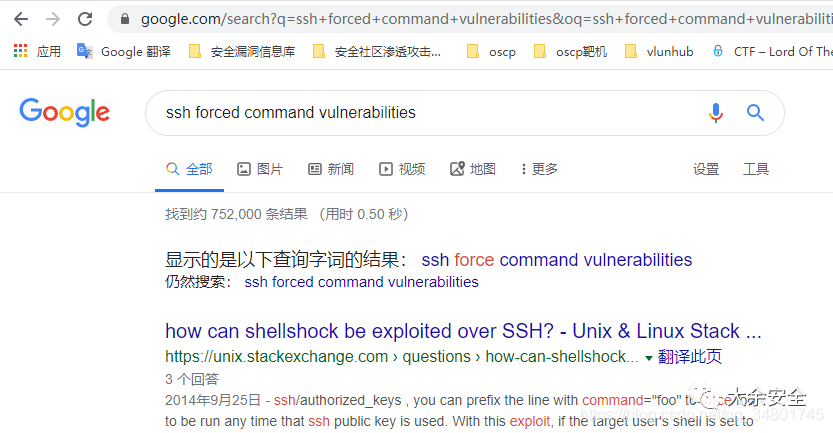 google.com/search?q=ssh+forced+command+vulnerabilities&oq=ssh+forced+command+vulnerabiliti
应用 Google 翻译 安全漏洞信息库 安全社区渗透攻击... oscp oscp靶机 vlunhub CTF – Lord Of The
Google ssh forced command vulnerabilities
全部 图片 新闻 视频 地图 更多 设置 工具
找到约 752,000 条结果 （用时 0.50 秒）
显示的是以下查询字词的结果： ssh force command vulnerabilities
仍然搜索： ssh forced command vulnerabilities
how can shellshock be exploited over SSH? - Unix & Linux Stack ...
https://unix.stackexchange.com › questions › how-can-shellshock... 翻译此页
3 个回答
2014年9月25日 - ssh/authorized_keys , you can prefix the line with command="foo" to
to be run any time that ssh public key is used. With this exploit, if the target user's shell is set to
大余安全